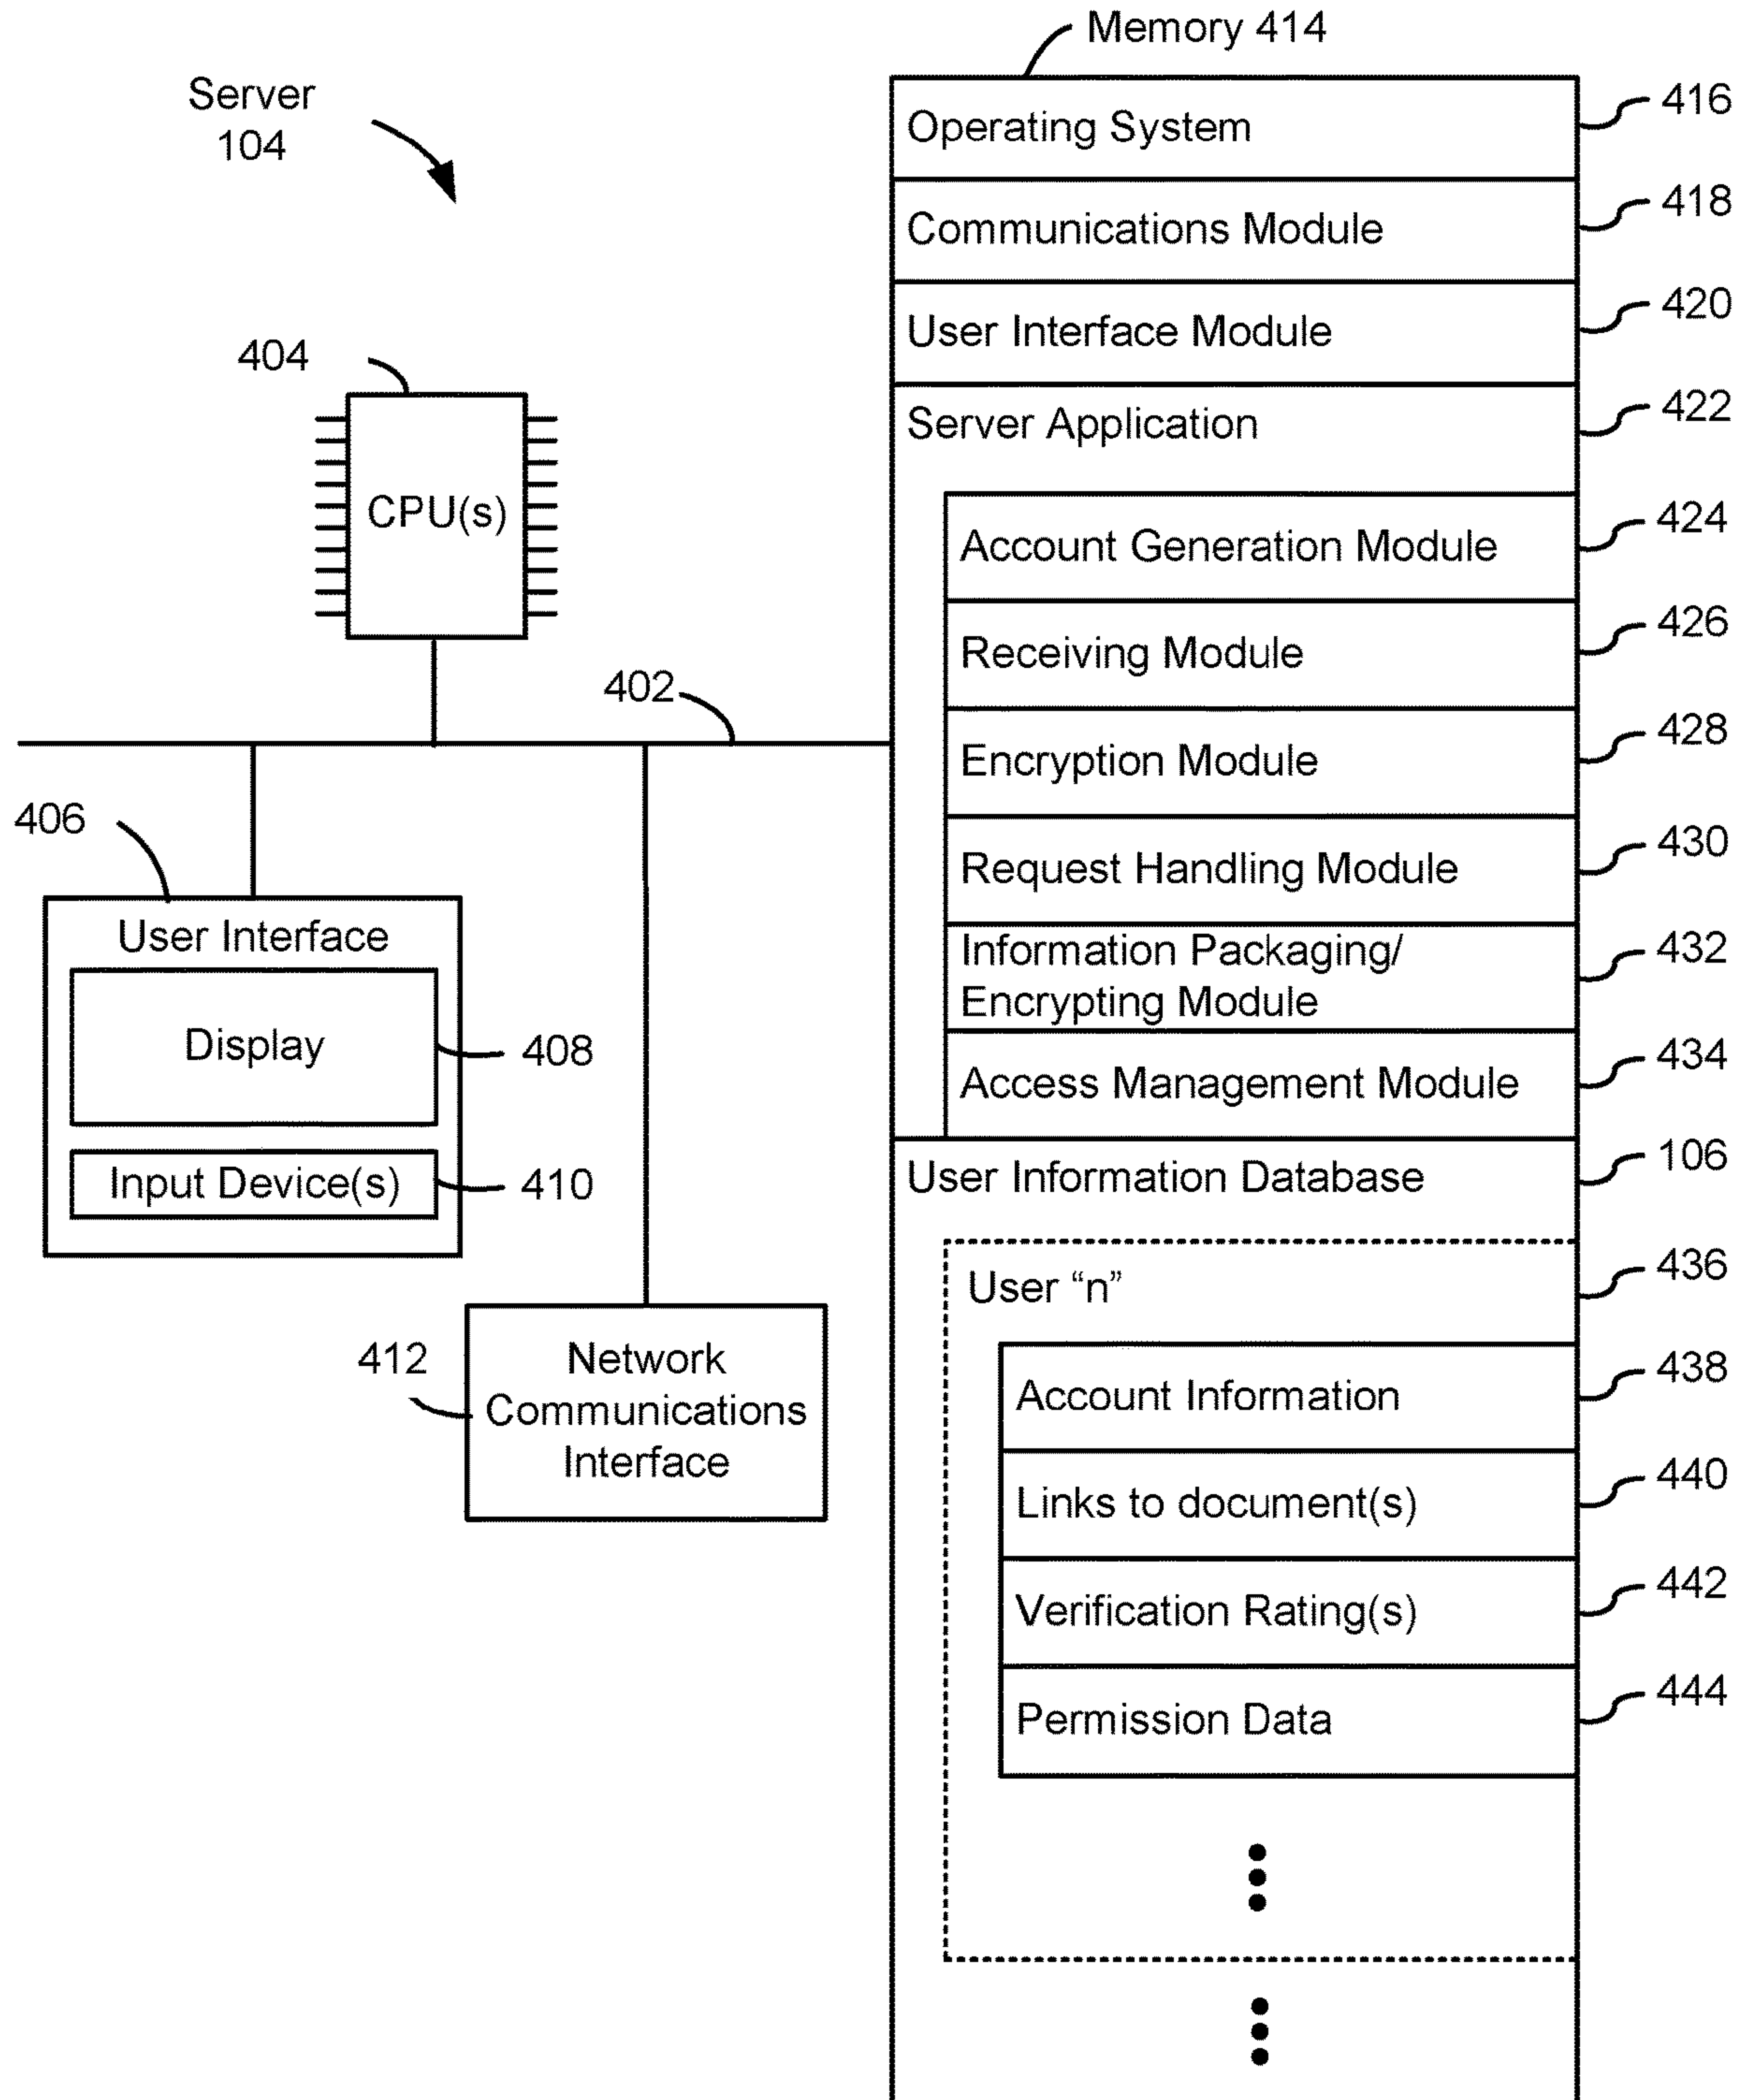 Memory 414
Server
104
Operating System
416
Communications Module
418
User Interface Module
420
404
CPU(s)
Server Application
422
Account Generation Module
424
Receiving Module
426
402
Encryption Module
428
406
Request Handling Module
430
User Interface
Information Packaging/
Encrypting Module
432
Display
408
Access Management Module
434
Input Device(s)
410
User Information Database
106
User “n”
436
412
Network
Communications
Interface
Account Information
438
Links to document(s)
440
Verification Rating(s)
442
Permission Data
444